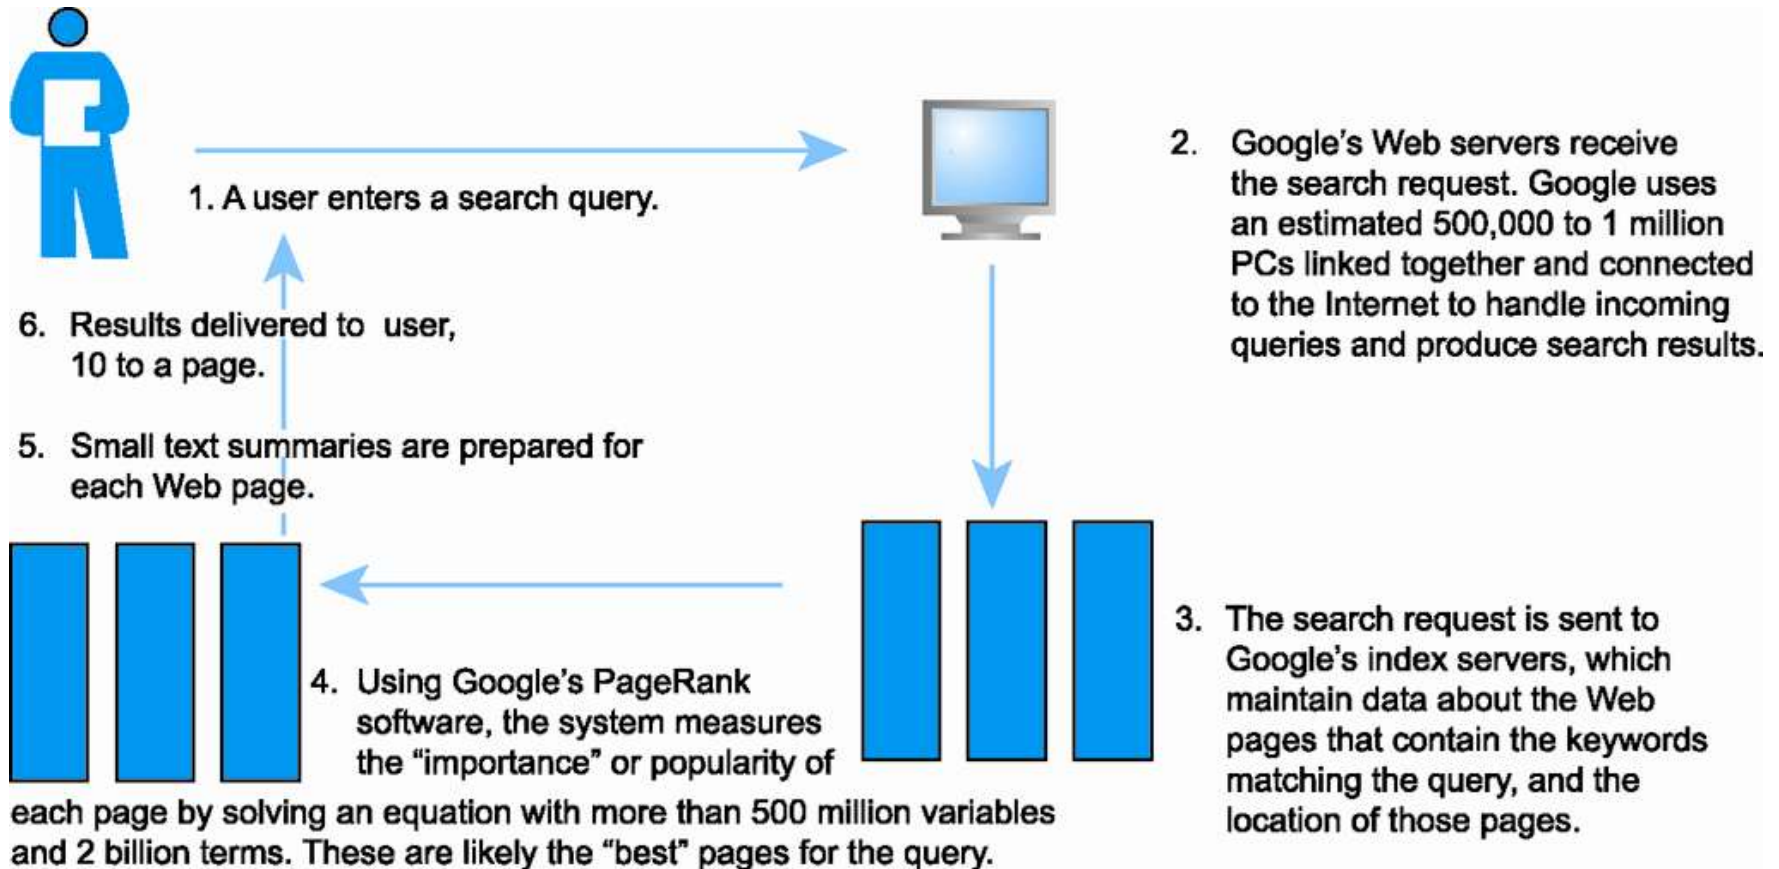 1. A user enters a search query.
2. Google's Web servers receive
the search request. Google uses
an estimated 500,000 to 1 million
PCs linked together and connected
to the Internet to handle incoming
queries and produce search results.
3. The search request is sent to
Google's index servers, which
maintain data about the Web
pages that contain the keywords
matching the query, and the
location of those pages.
4. Using Google's PageRank
software, the system measures
the “importance” or popularity of
each page by solving an equation with more than 500 million variables
and 2 billion terms. These are likely the “best” pages for the query.
5. Small text summaries are prepared for
each Web page.
6. Results delivered to user,
10 to a page.